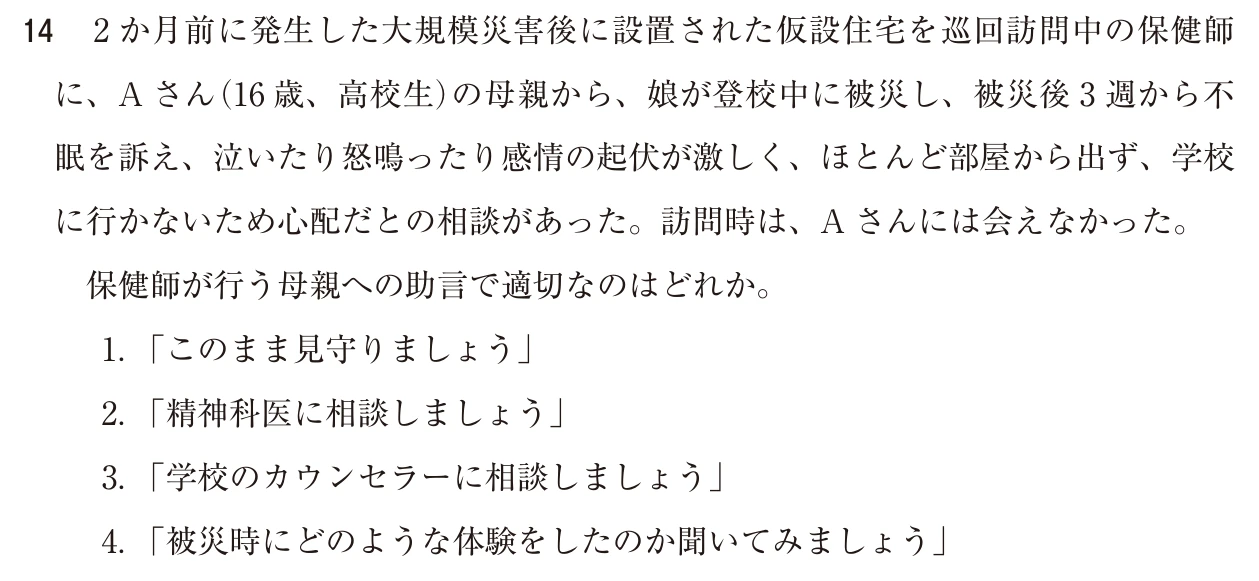 14　2か月前に発生した大規模災害後に設置された仮設住宅を巡回訪問中の保健師
に、Aさん(16歳、高校生)の母親から、娘が登校中に被災し、被災後3週から不
眠を訴え、泣いたり怒鳴ったり感情の起伏が激しく、ほとんど部屋から出ず、学校
に行かないため心配だとの相談があった。訪問時は、Aさんには会えなかった。
保健師が行う母親への助言で適切なのはどれか。
1. 「このまま見守りましょう」
2. 「精神科医に相談しましょう」
3. 「学校のカウンセラーに相談しましょう」
4. 「被災時にどのような体験をしたのか聞いてみましょう」